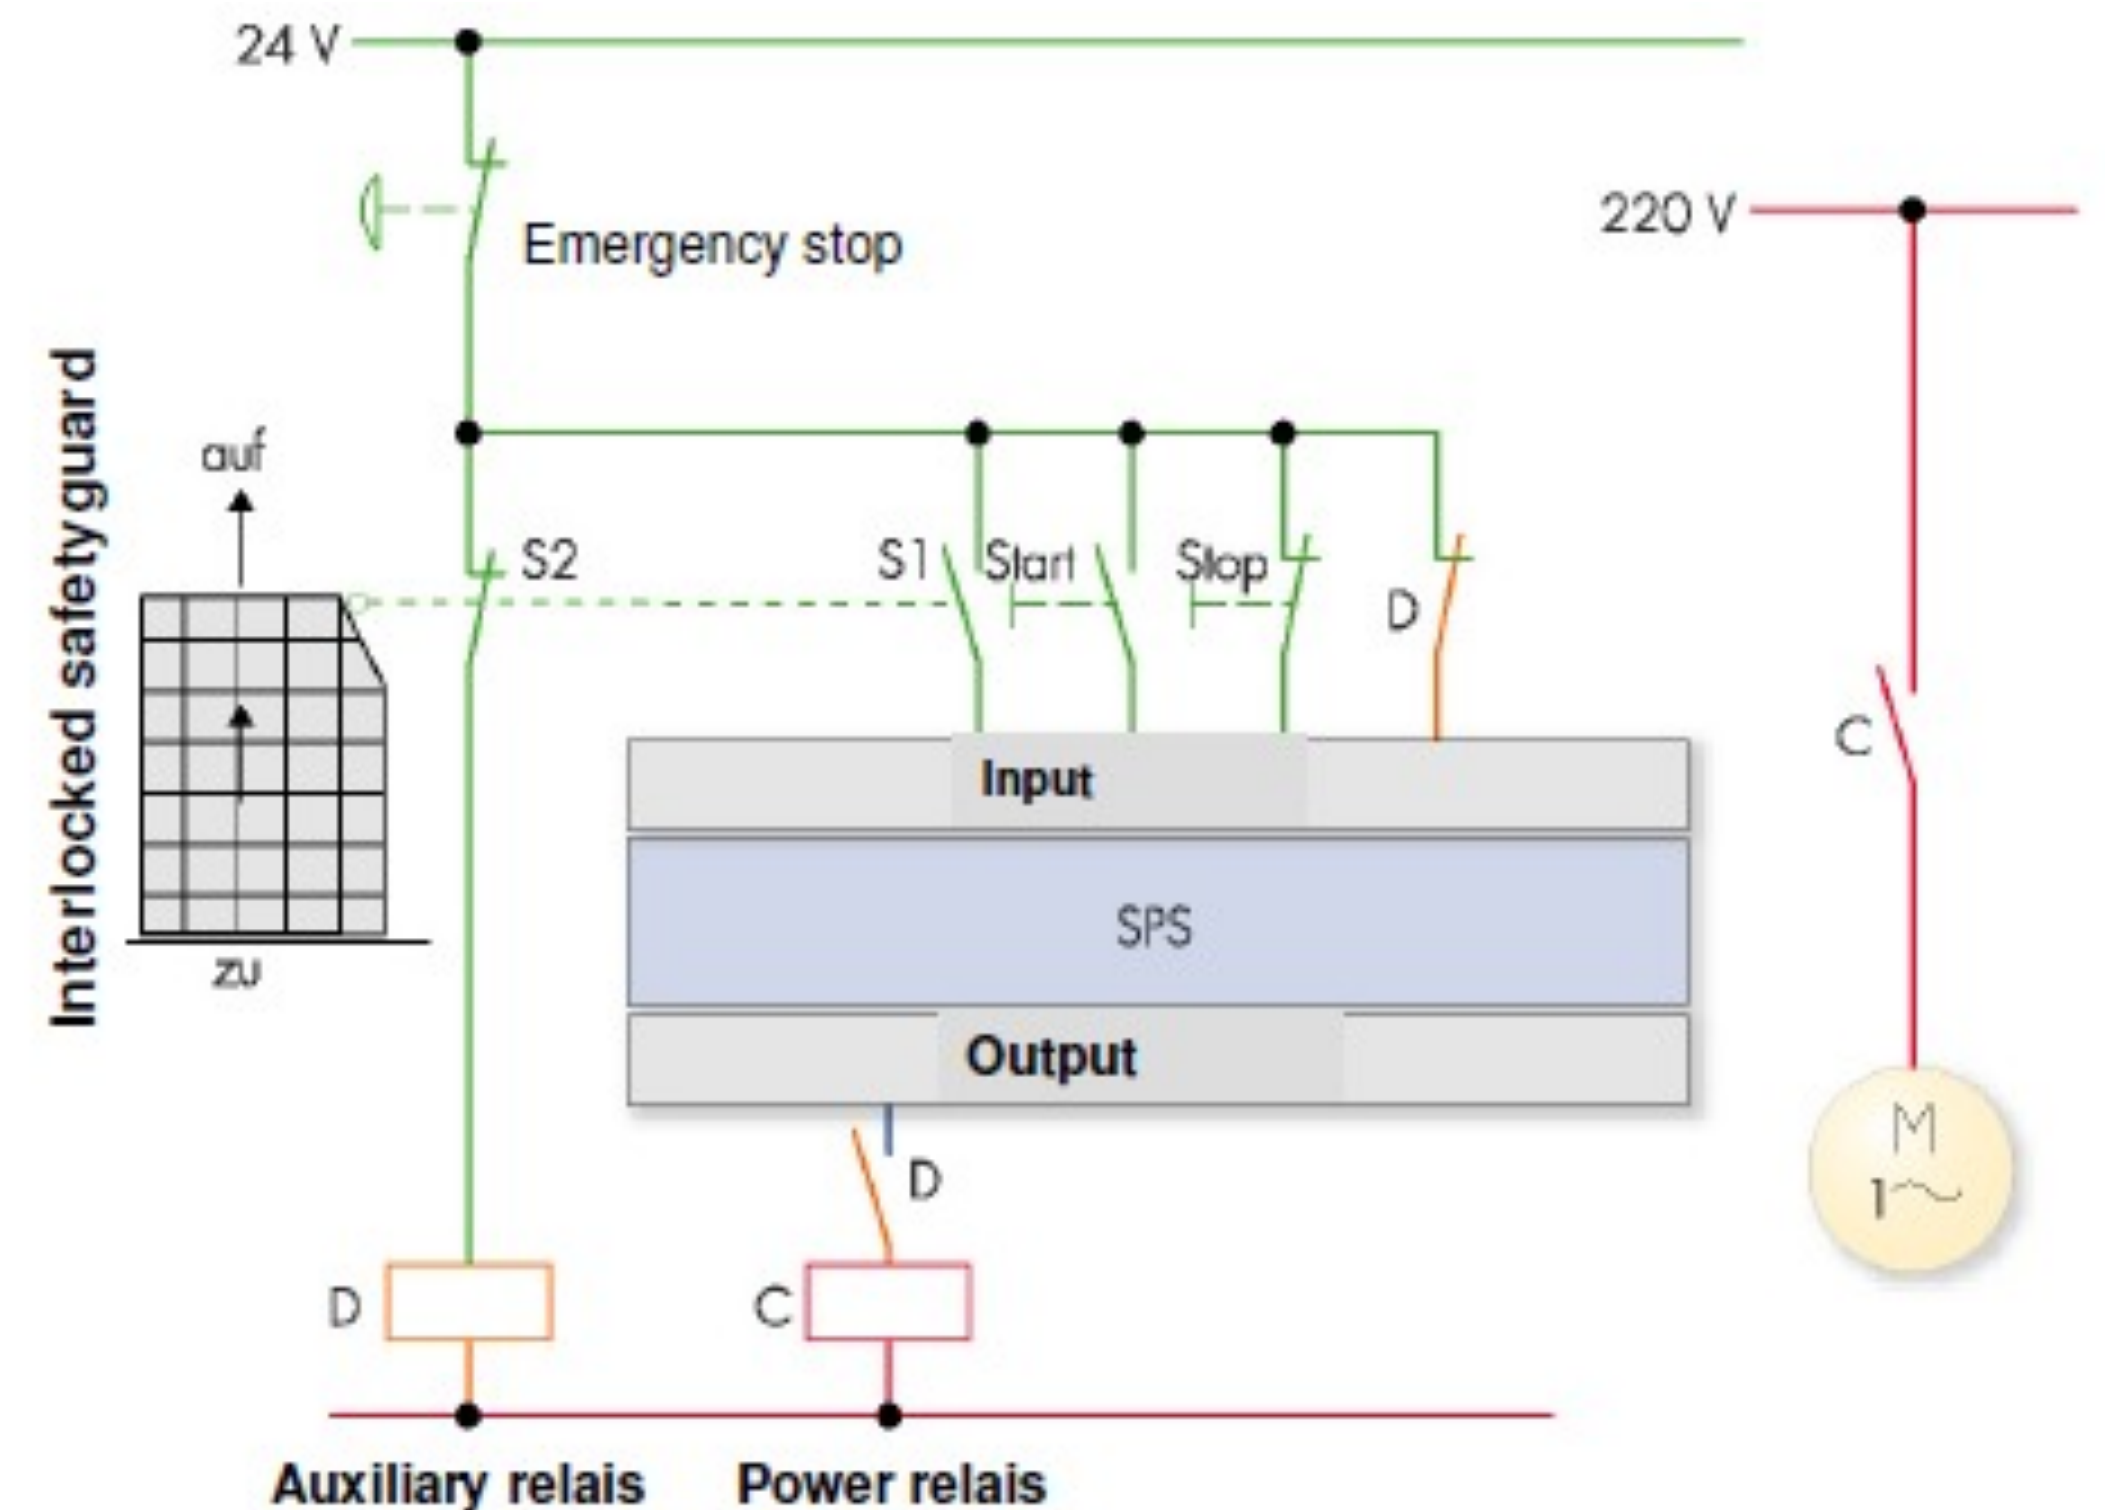 24 V
220 V
Emergency stop
Interlocked safetyguard
auf
S2
S1
Start
Stop
D
C
zu
Input
SPS
Output
M
1~
D
D
C
Auxiliary relais
Power relais